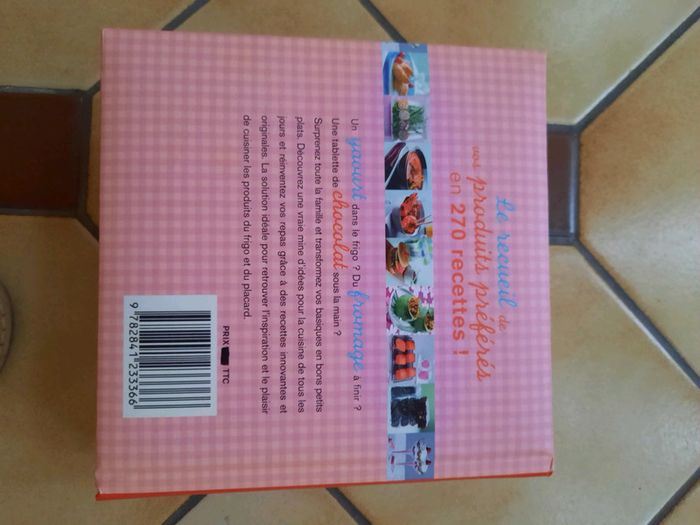 Le recueil de
vos produits préférés
en 270 recettes !
Un yaourt dans le frigo ? Du fromage à finir ?
Une tablette de chocolat sous la main ?
Surprenez toute la famille et transformez vos basiques en bons petits
plats. Découvrez une vraie mine d'idées pour la cuisine de tous les
jours et réinventez vos repas grâce à des recettes innovantes et
originales. La solution idéale pour retrouver l'inspiration et le plaisir
de cuisiner les produits du frigo et du placard.
PRIX TTC
9 782841 233366